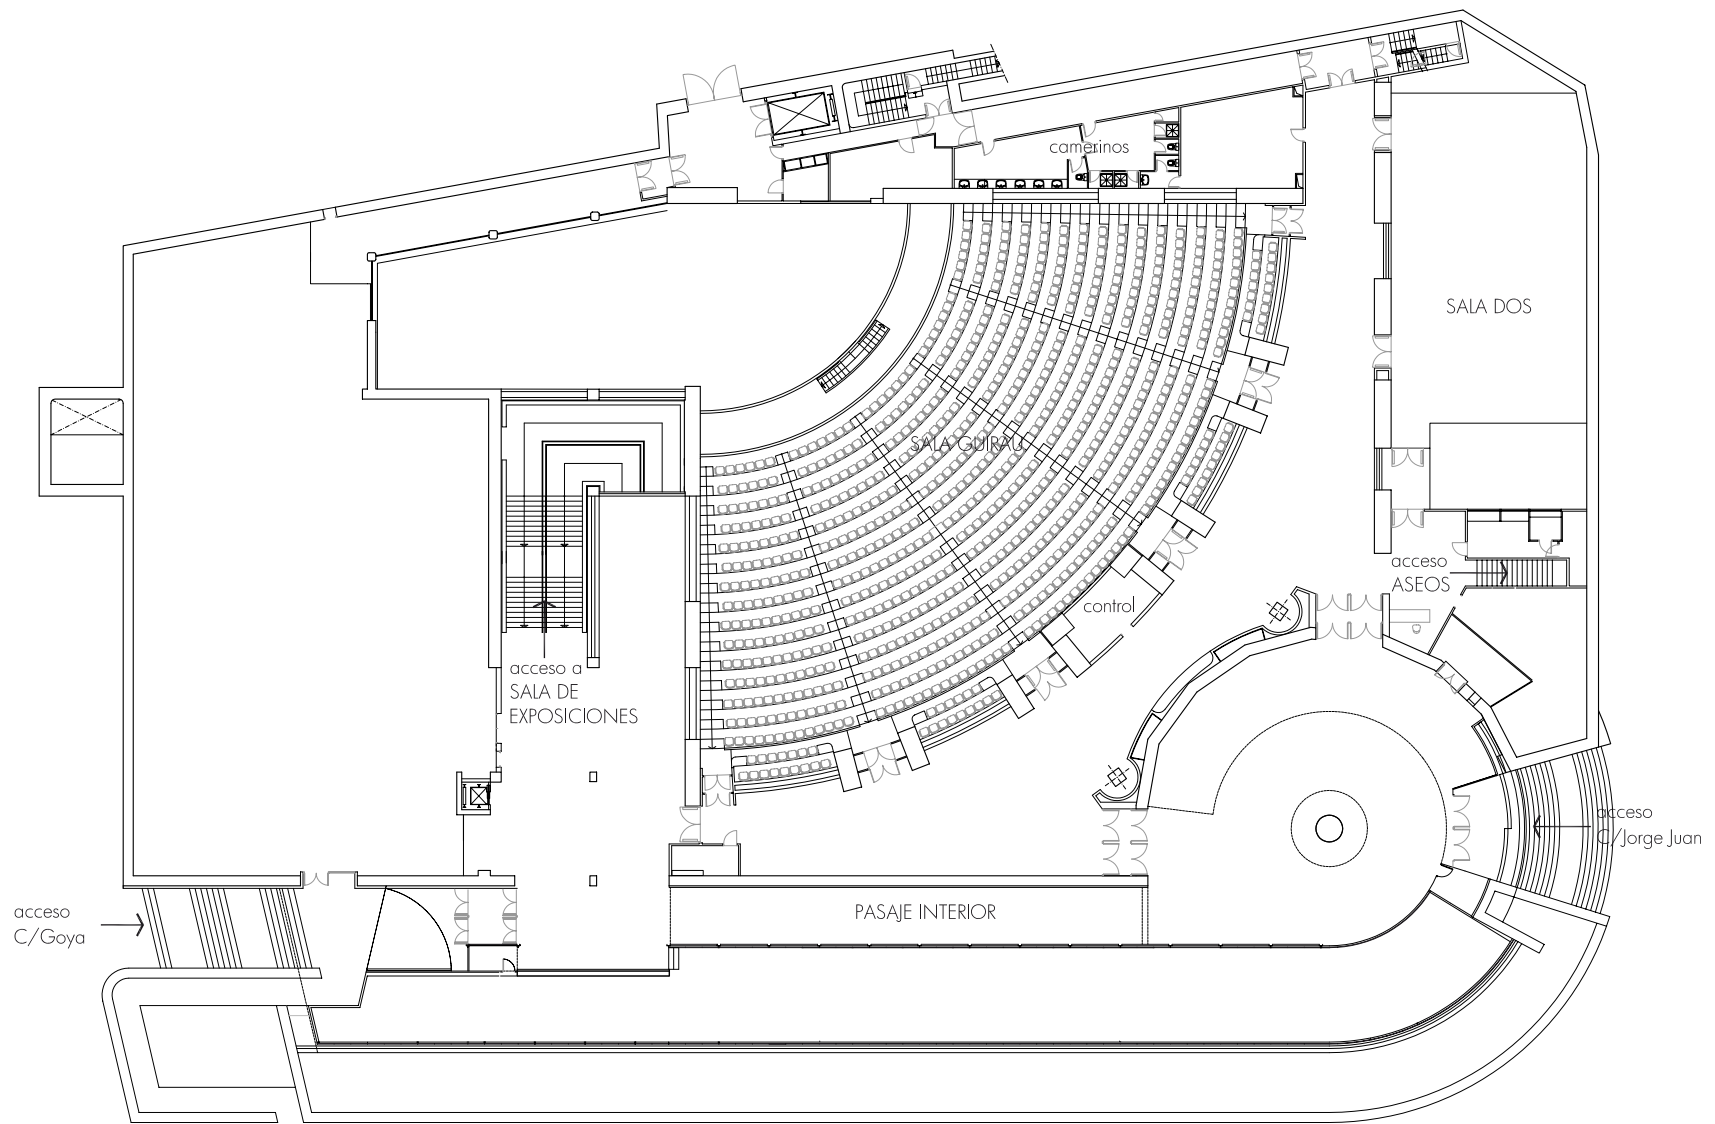 camerinos
SALA DOS
SALA GUIRAU
acceso
ASEOS
control
acceso a
SALA DE
EXPOSICIONES
acceso
C/Jorge Juan
acceso
C/Goya
PASAJE INTERIOR